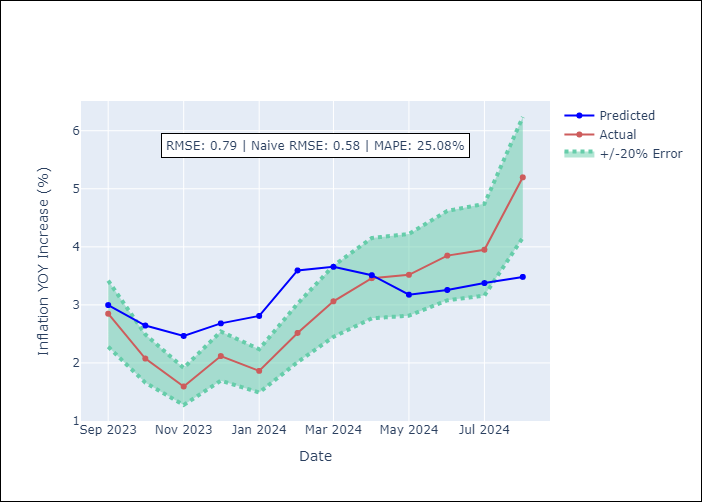 RMSE: 0.79 | Naive RMSE: 0.58 | MAPE: 25.08%
Predicted
Actual
+/-20% Error
Inflation YOY Increase (%)
6
5
4
3
2
1
Sep 2023
Nov 2023
Jan 2024
Mar 2024
May 2024
Jul 2024
Date